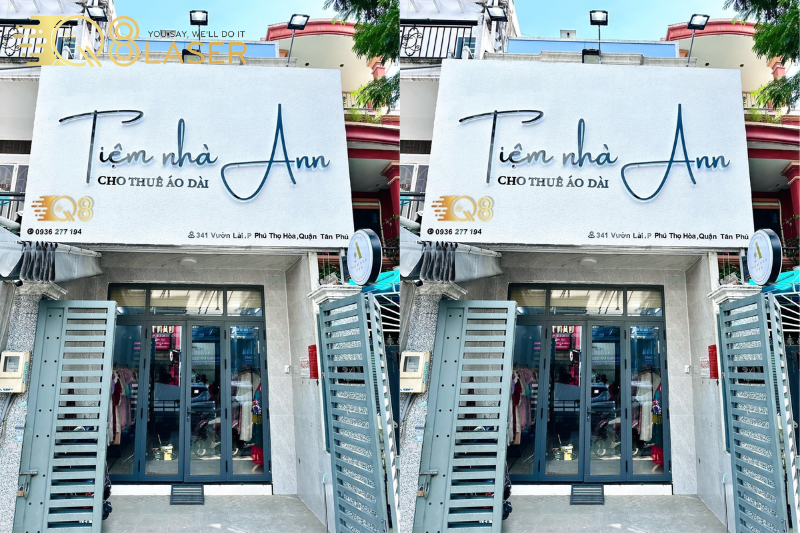 YOU SAY, WE'LL DO IT
Q8 LASER
Tiệm nhà Ann
CHO THUÊ ÁO DÀI
Q8
0936 277 194
341 Vườn Lài,P Phú Thọ Hòa,Quận Tân Phú
A
Tiệm nhà Ann
CHO THUÊ ÁO DÀI
Q8
0936 277 194
341 Vườn Lài,P Phú Thọ Hòa,Quận Tân Phú
A